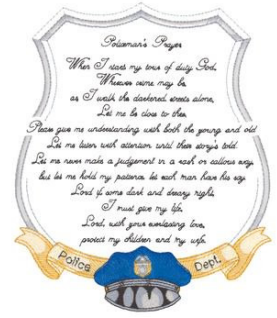 Policeman's Prayer
When I start my tour of duty God,
Wherever crime may be,
as I walk the darkened streets alone,
Let me be close to thee.
Please give me understanding with both the young and old.
Let me listen with attention until their story's told.
Let me never make a judgement in a rash or callous way,
but let me hold my patience let each man have his say.
Lord if some dark and dreary night,
I must give my life,
Lord, with your everlasting love,
protect my children and my wife.
Police Dept.